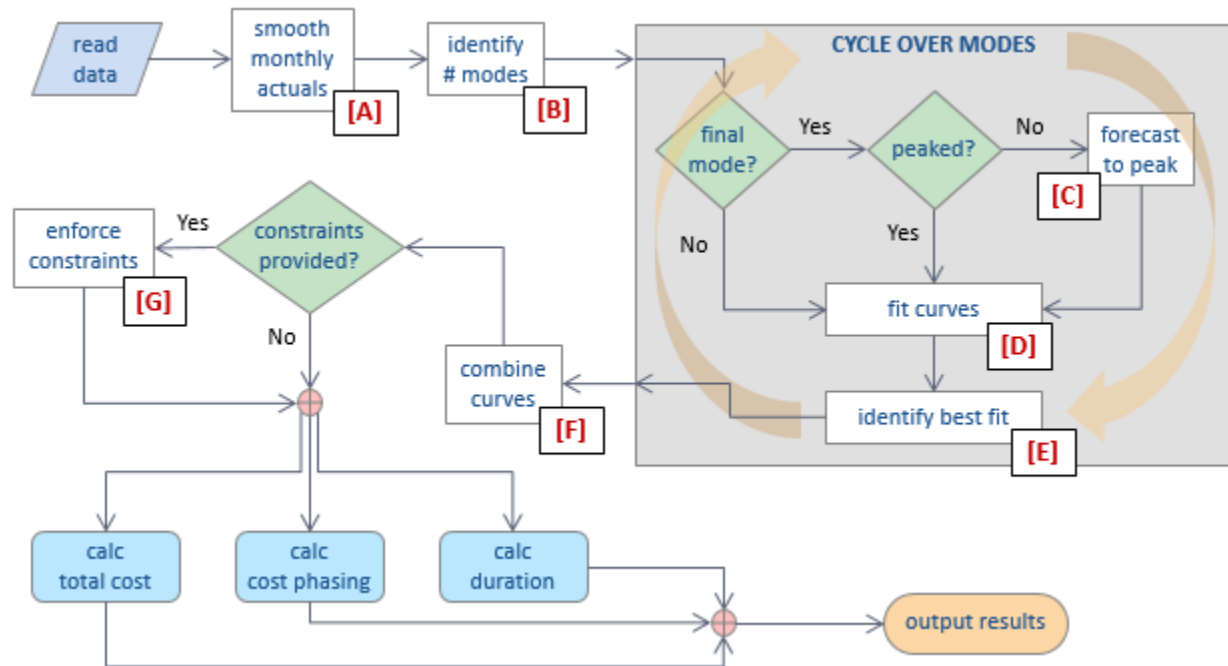 read
data
smooth
monthly
actuals
[A]
identify
# modes
[B]
CYCLE OVER MODES
final
mode?
Yes
peaked?
No
forecast
to peak
[C]
No
Yes
fit curves
[D]
identify best fit
[E]
combine
curves
[F]
constraints
provided?
Yes
enforce
constraints
[G]
No
calc
total cost
calc
cost phasing
calc
duration
output results